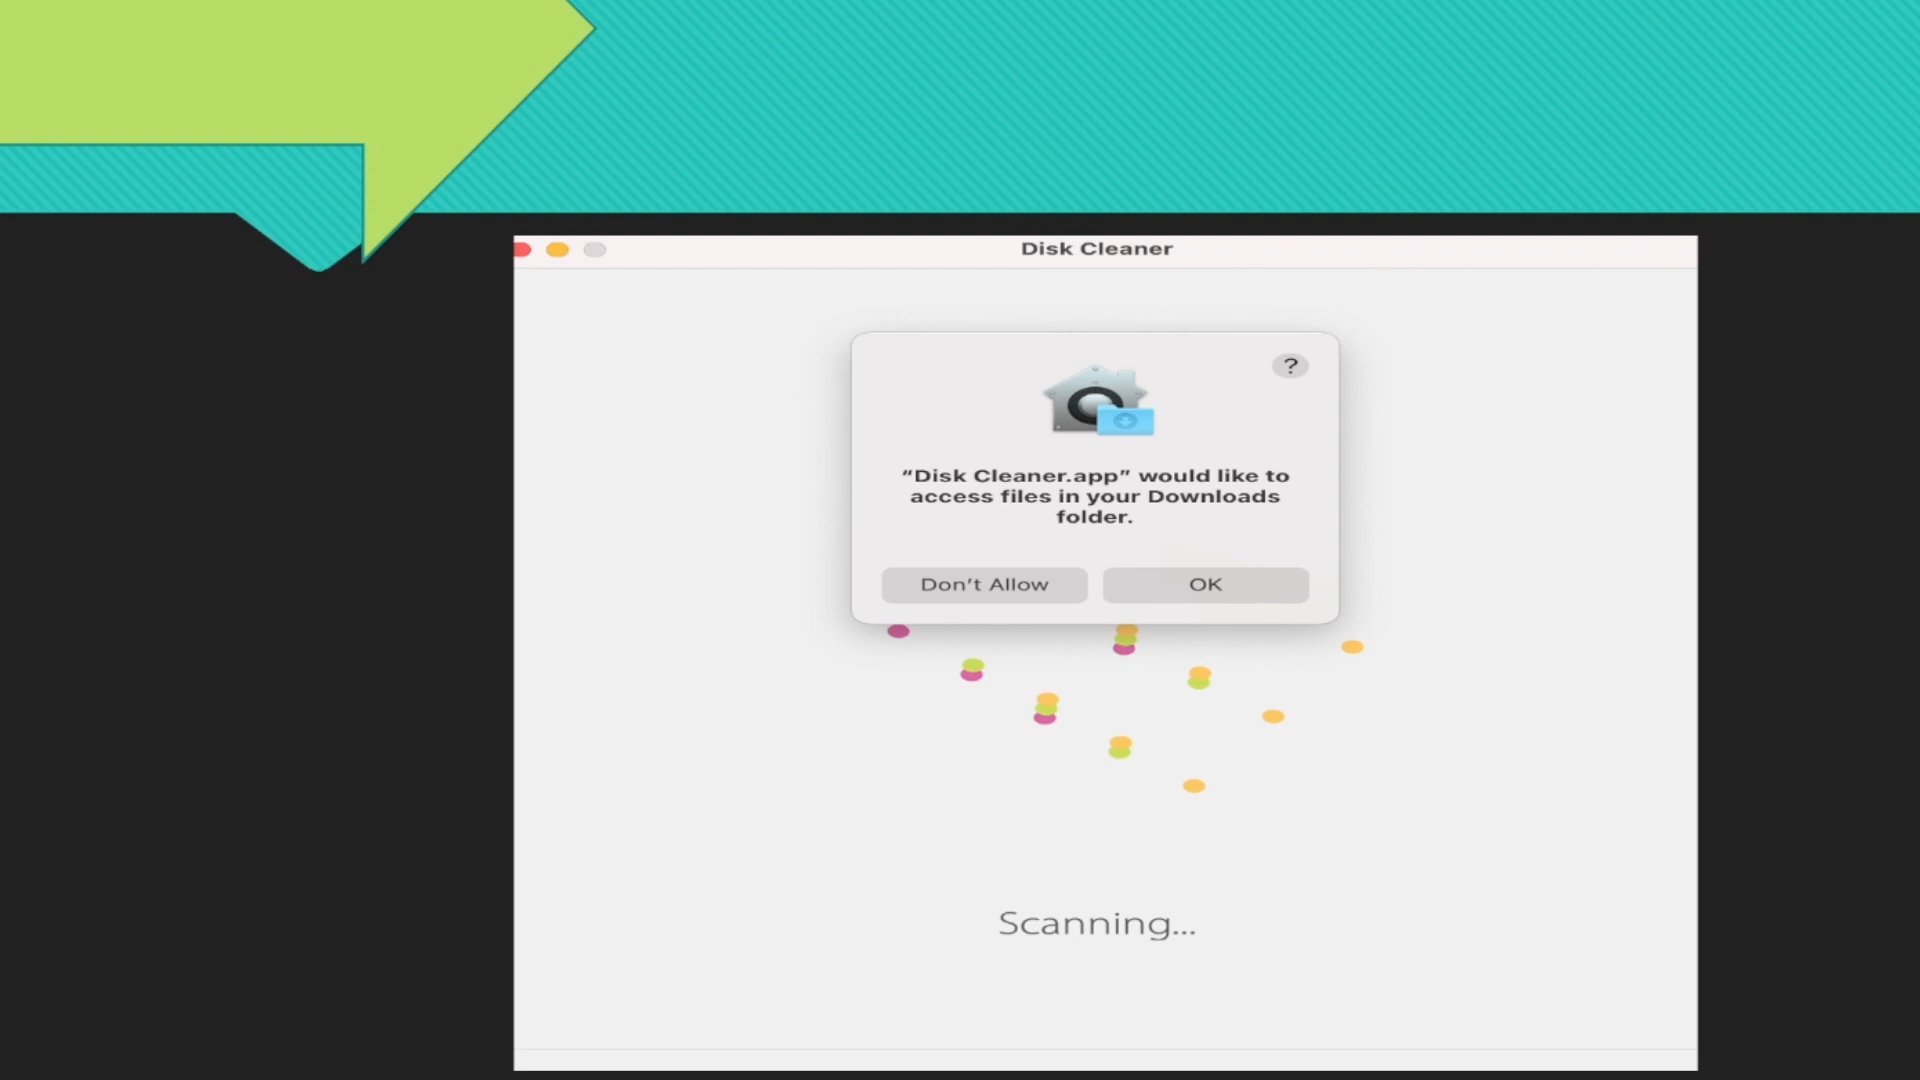 Disk Cleaner
?
“Disk Cleaner.app” would like to
access files in your Downloads
folder.
Don’t Allow
OK
Scanning...